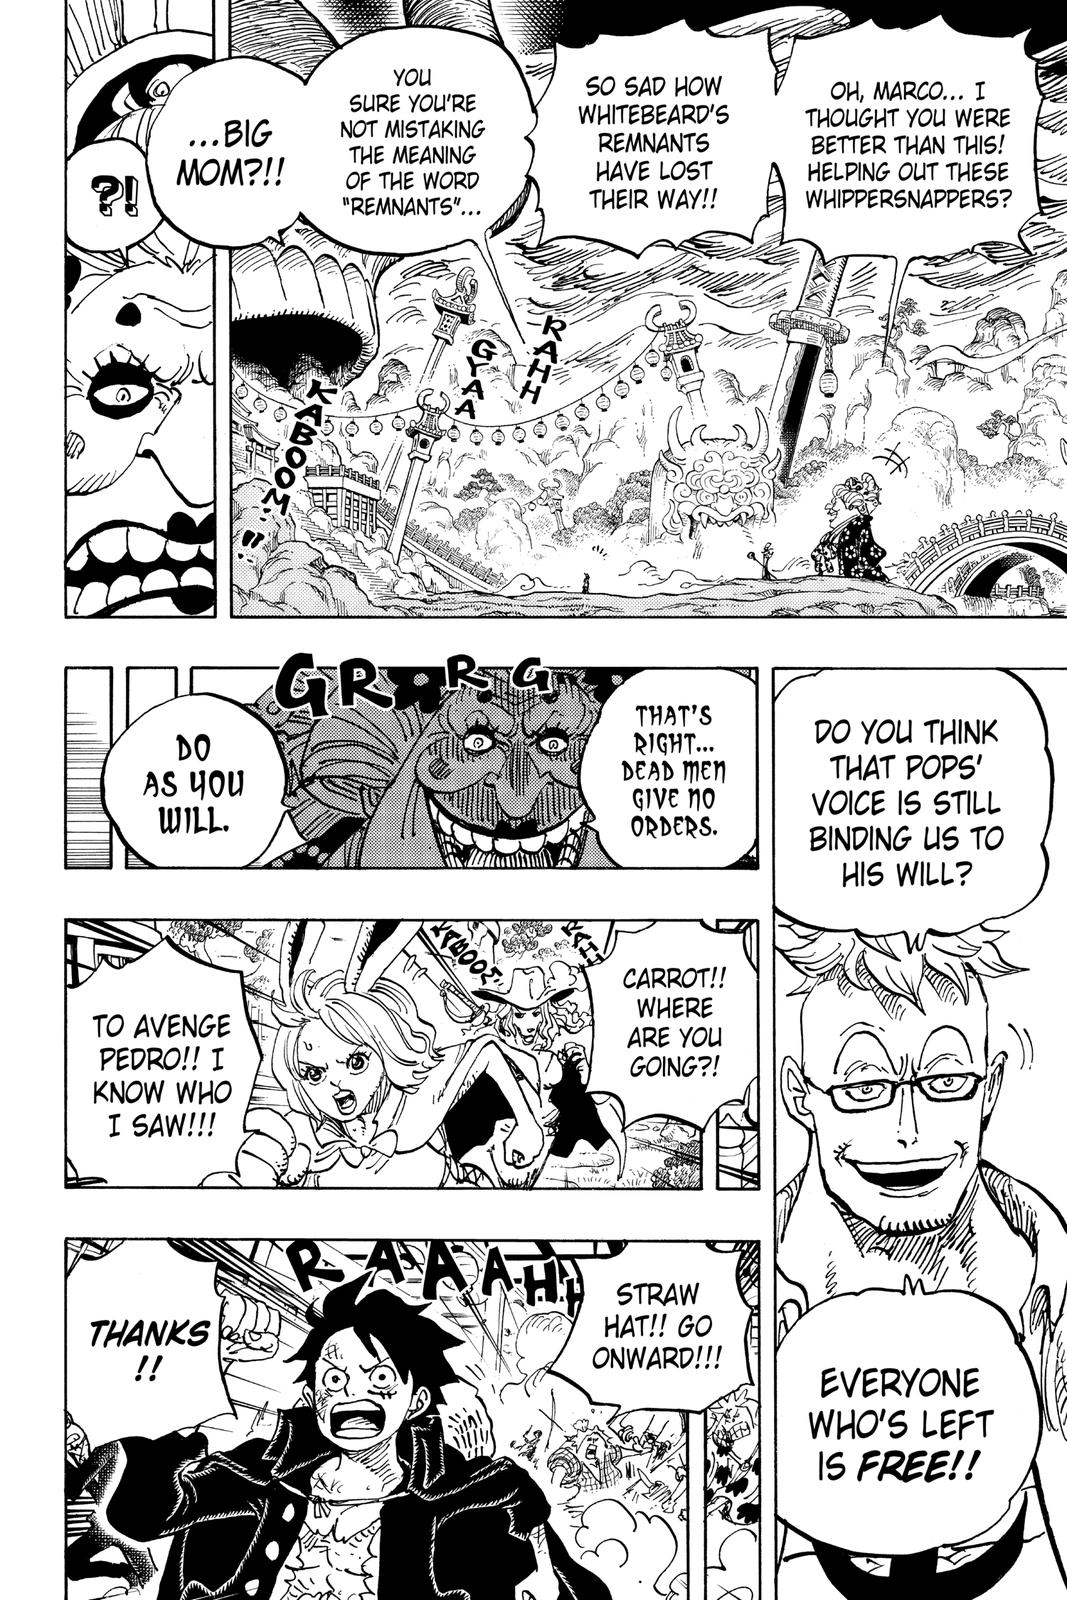 OH, MARCO... I
THOUGHT YOU WERE
BETTER THAN THIS!
HELPING OUT THESE
WHIPPERSNAPPERS?
SO SAD HOW
WHITEBEARD'S
REMNANTS
HAVE LOST
THEIR WAY!!
YOU
SURE YOU'RE
NOT MISTAKING
THE MEANING
OF THE WORD
"REMNANTS"...
...BIG
MOM?!!
RAHH
GYAA
KABOOM!!
?!
DO YOU THINK
THAT POPS'
VOICE IS STILL
BINDING US TO
HIS WILL?
EVERYONE
WHO'S LEFT
IS FREE!!
GRRRG
THAT'S
RIGHT...
DEAD MEN
GIVE NO
ORDERS.
DO
AS YOU
WILL.
RAHH
KABOOM!
CARROT!!
WHERE
ARE YOU
GOING?!
TO AVENGE
PEDRO!! I
KNOW WHO
I SAW!!!
RAAAHH
STRAW
HAT!! GO
ONWARD!!!
THANKS
!!